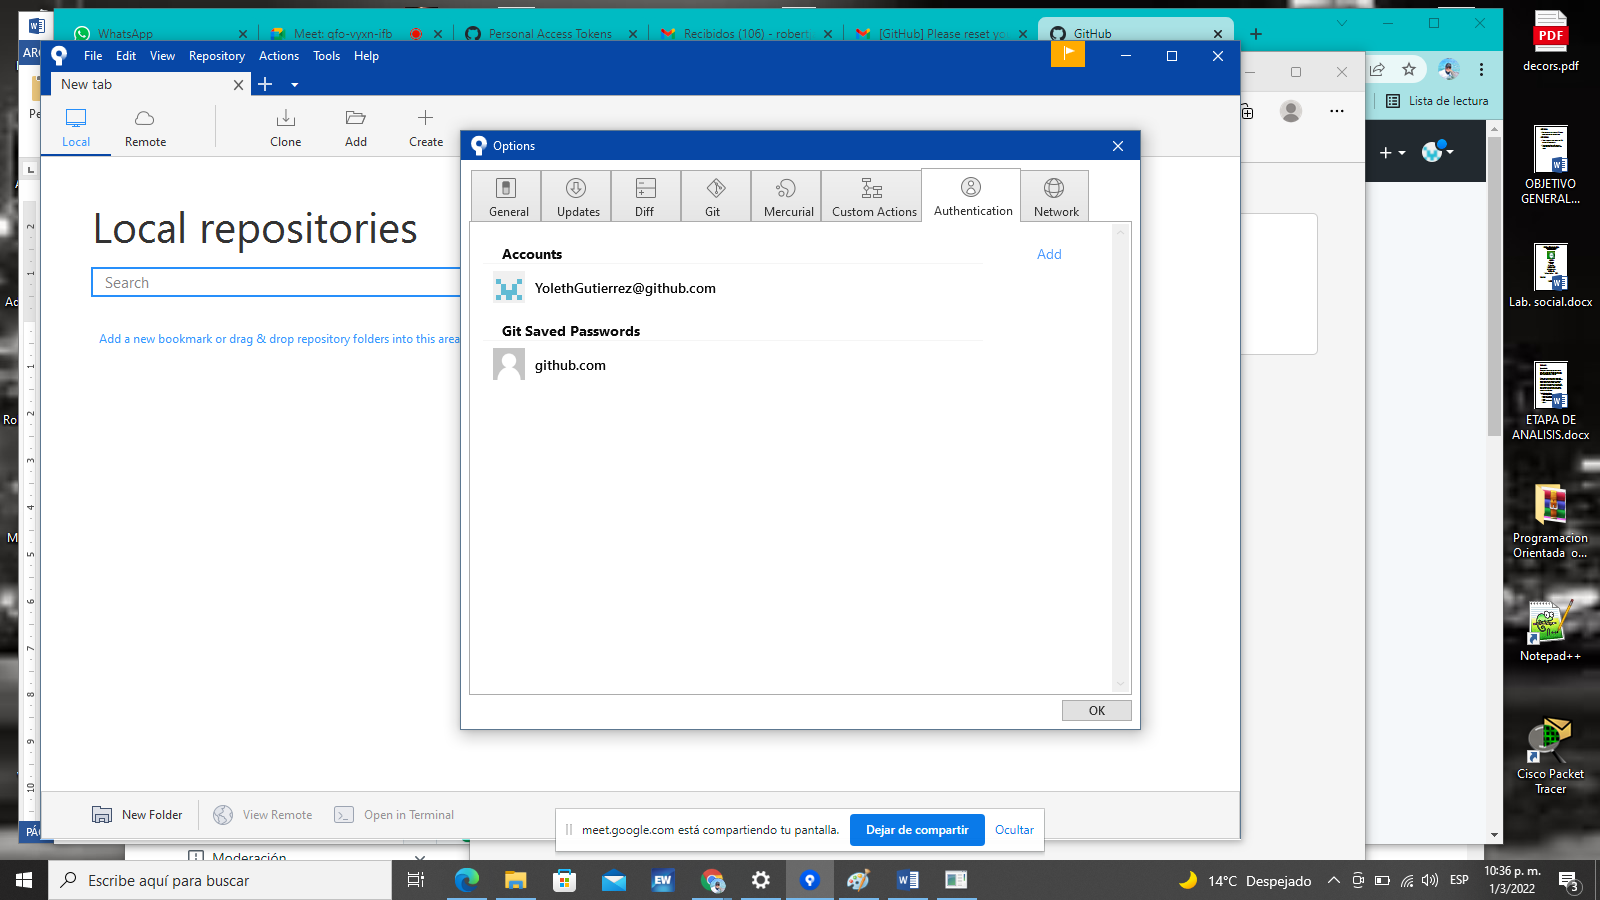 WhatsApp
Meet: qfo-vyxn-ifb
Personal Access Tokens
Recibidos (106) - robert
[GitHub] Please reset yo
GitHub
File Edit View Repository Actions Tools Help
New tab
Lista de lectura
Local
Remote
Clone
Add
Create
Options
General
Updates
Diff
Git
Mercurial
Custom Actions
Authentication
Network
Local repositories
Search
Add a new bookmark or drag & drop repository folders into this area
Accounts
Add
YolethGutierrez@github.com
Git Saved Passwords
github.com
OK
New Folder
View Remote
Open in Terminal
meet.google.com está compartiendo tu pantalla.
Dejar de compartir
Ocultar
Moderación
decors.pdf
OBJETIVO
GENERAL...
Lab. social.docx
ETAPA DE
ANALISIS.docx
Programacion
Orientada o...
Notepad++
Cisco Packet
Tracer
Escribe aquí para buscar
14°C Despejado
ESP
10:36 p. m.
1/3/2022
3